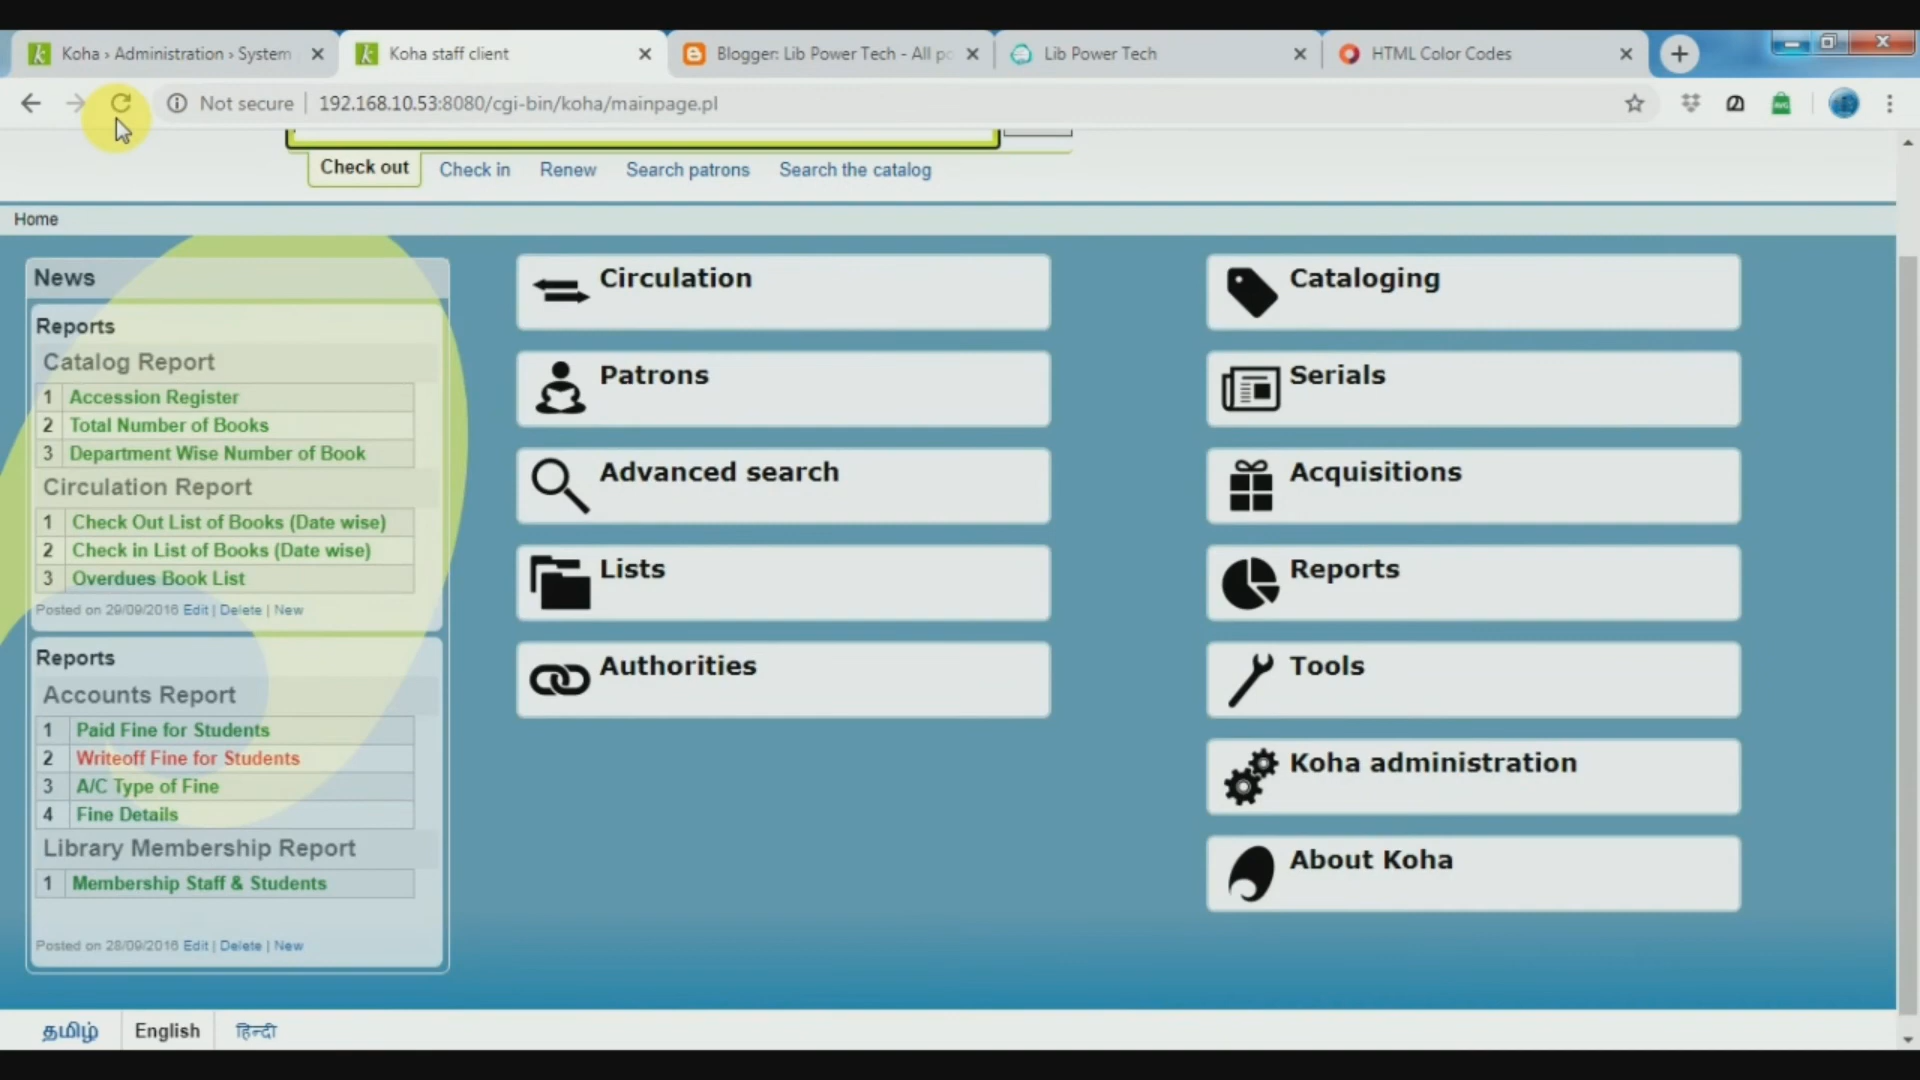 Koha › Administration › System
Koha staff client
Blogger: Lib Power Tech - All po
Lib Power Tech
HTML Color Codes
Not secure
192.168.10.53:8080/cgi-bin/koha/mainpage.pl
Check out
Check in
Renew
Search patrons
Search the catalog
Home
News
Reports
Catalog Report
1 Accession Register
2 Total Number of Books
3 Department Wise Number of Book
Circulation Report
1 Check Out List of Books (Date wise)
2 Check in List of Books (Date wise)
3 Overdues Book List
Posted on 29/09/2016 Edit | Delete | New
Reports
Accounts Report
1 Paid Fine for Students
2 Writeoff Fine for Students
3 A/C Type of Fine
4 Fine Details
Library Membership Report
1 Membership Staff & Students
Posted on 28/09/2016 Edit | Delete | New
Circulation
Patrons
Advanced search
Lists
Authorities
Cataloging
Serials
Acquisitions
Reports
Tools
Koha administration
About Koha
தமிழ்
English
हिन्दी